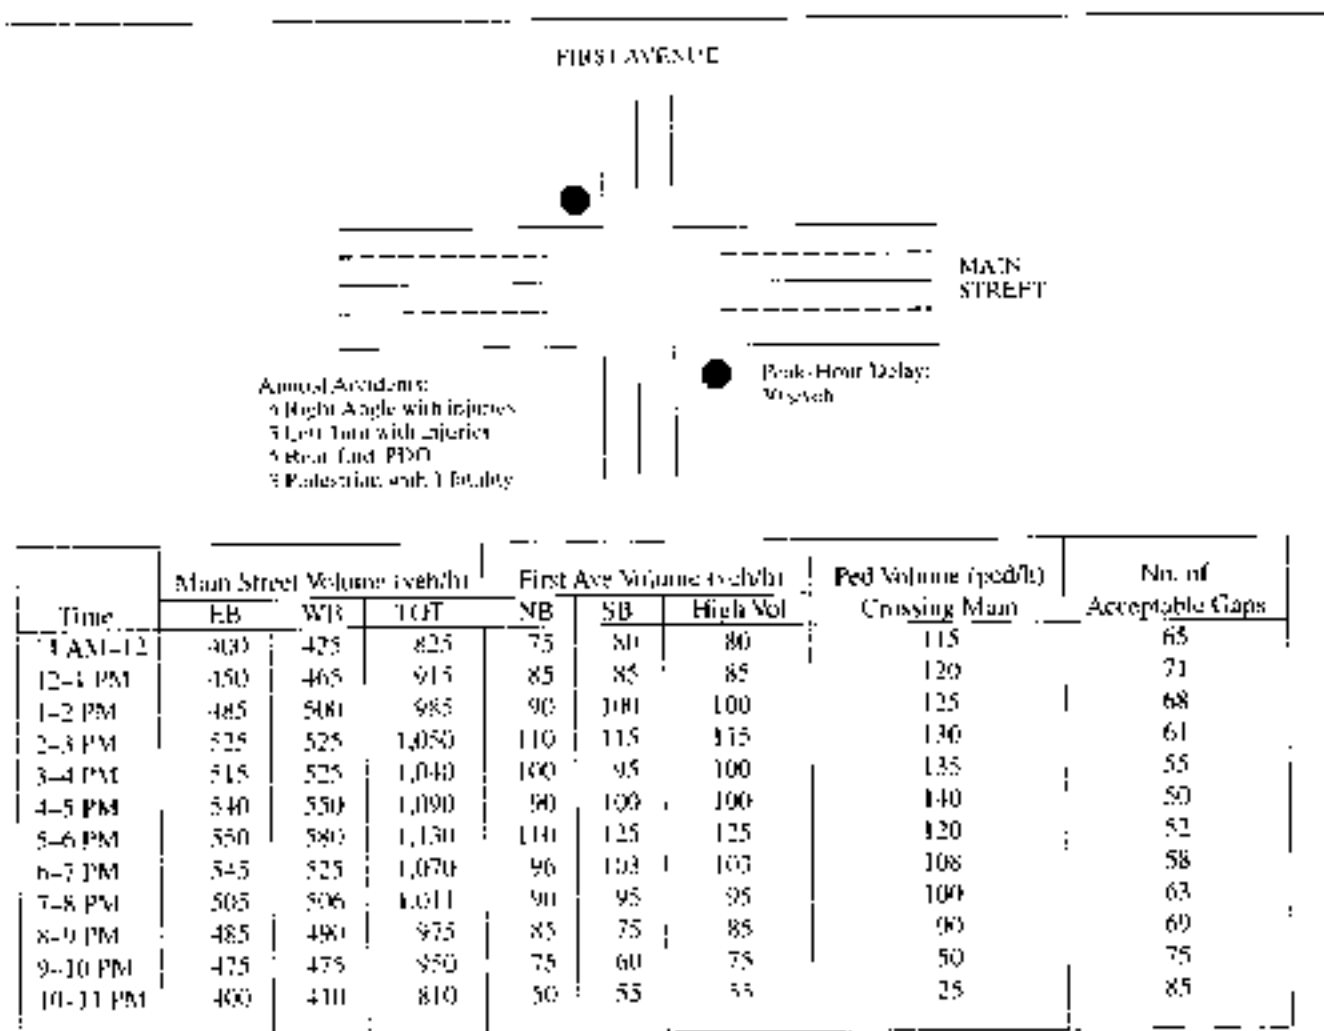 FIRST AVENUE
MAIN
STREET
Peak-Hour Delay:
Annual Accidents:
Right Angle with injuries
Left Turn with injuries
Rear-End PDO
Pedestrian with 1 fatality
Main Street Volume (veh/h) First Ave Volume (veh/h) Ped Volume (ped/h) No. of
Time EB WB TOT NB SB High Vol Crossing Main Acceptable Gaps
11 AM–12 400 425 825 75 80 80 115 65
12–1 PM 450 465 915 85 85 85 120 71
1–2 PM 485 500 985 90 100 100 125 68
2–3 PM 525 525 1,050 110 115 115 130 61
3–4 PM 515 525 1,040 100 95 100 135 55
4–5 PM 540 550 1,090 90 100 100 140 50
5–6 PM 550 580 1,130 110 125 125 120 52
6–7 PM 545 525 1,070 96 103 103 108 58
7–8 PM 505 506 1,011 90 95 95 100 63
8–9 PM 485 490 975 85 75 85 90 69
9–10 PM 475 475 950 75 60 75 50 75
10–11 PM 400 410 810 50 55 55 25 85